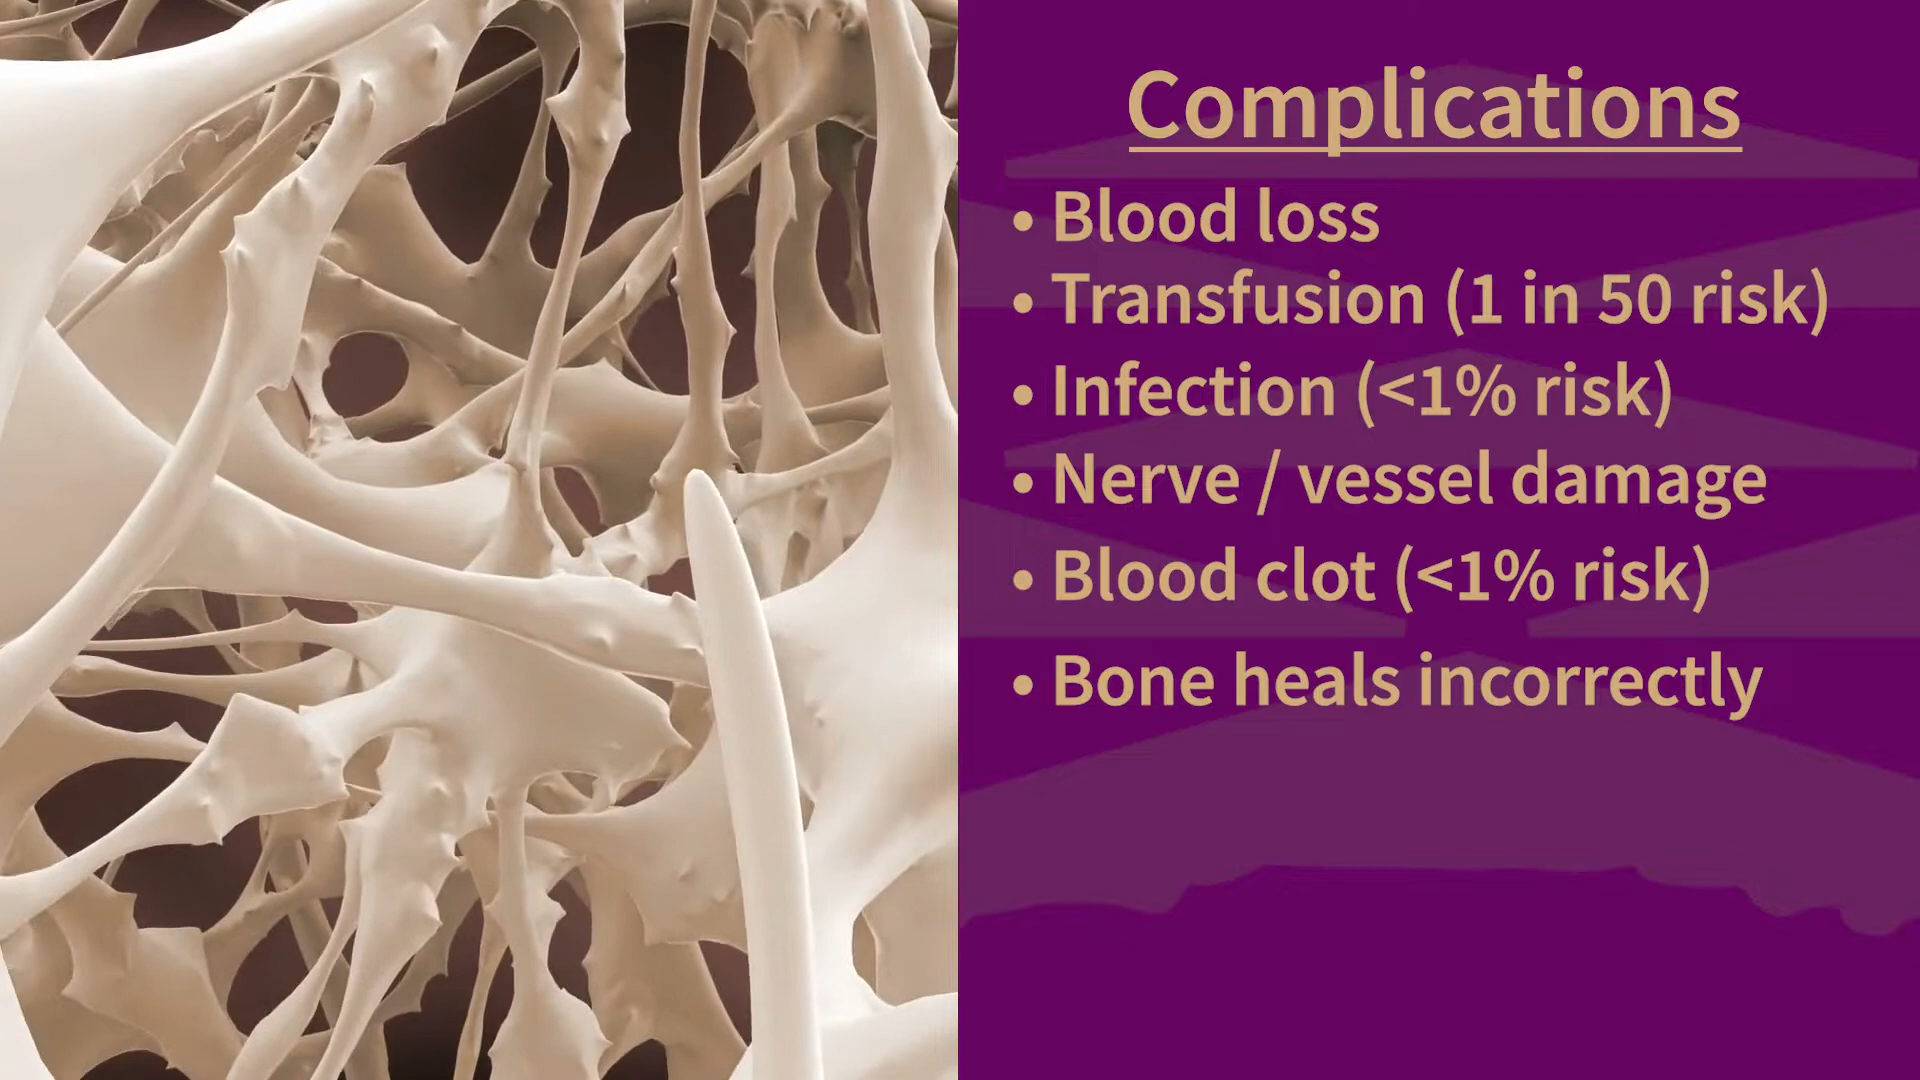 Complications
• Blood loss
• Transfusion (1 in 50 risk)
• Infection (<1% risk)
• Nerve / vessel damage
• Blood clot (<1% risk)
• Bone heals incorrectly